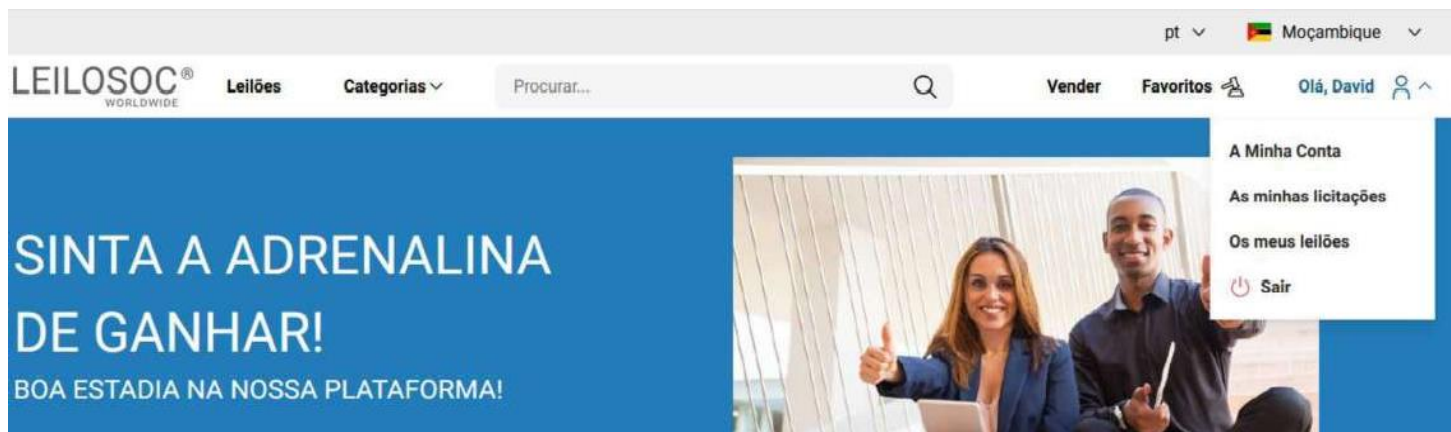 pt Moçambique
LEILOSOC®
WORLDWIDE
Leilões Categorias Procurar... Vender Favoritos Olá, David
A Minha Conta
As minhas licitações
Os meus leilões
Sair
SINTA A ADRENALINA
DE GANHAR!
BOA ESTADIA NA NOSSA PLATAFORMA!